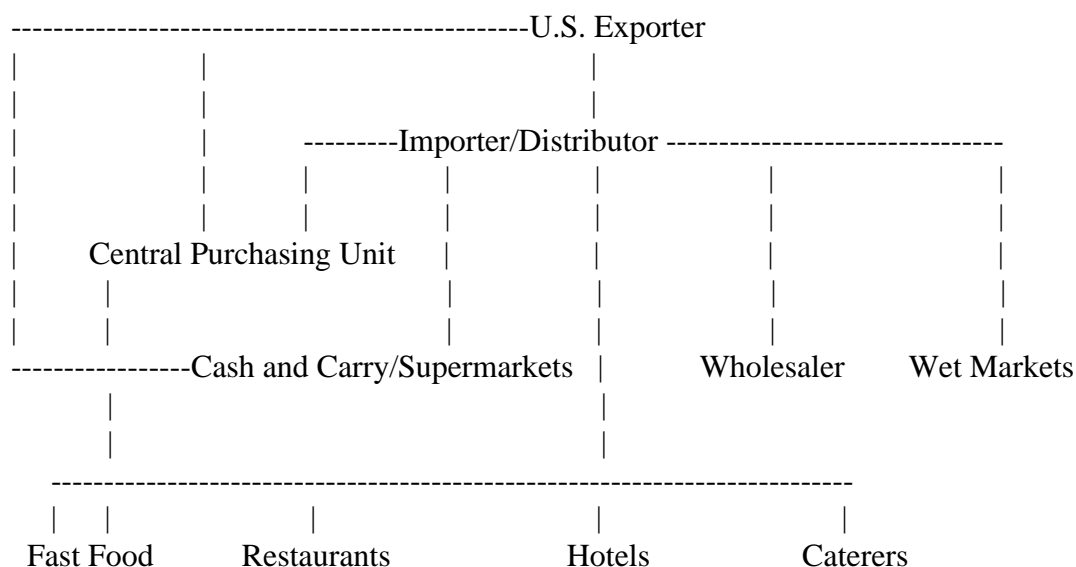 U.S. Exporter
Importer/Distributor
Central Purchasing Unit
Cash and Carry/Supermarkets Wholesaler Wet Markets
Fast Food Restaurants Hotels Caterers